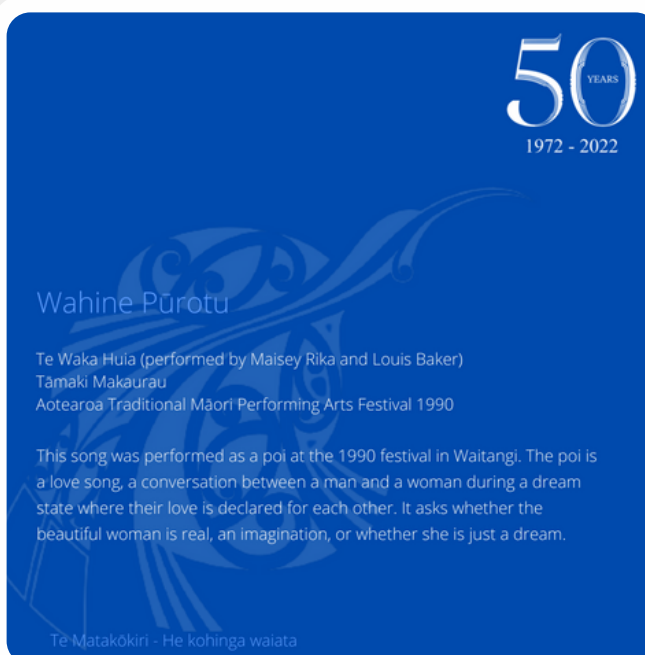 50
YEARS
1972 - 2022
Wahine Pūrotu
Te Waka Huia (performed by Maisey Rika and Louis Baker)
Tāmaki Makaurau
Aotearoa Traditional Māori Performing Arts Festival 1990
This song was performed as a poi at the 1990 festival in Waitangi. The poi is
a love song, a conversation between a man and a woman during a dream
state where their love is declared for each other. It asks whether the
beautiful woman is real, an imagination, or whether she is just a dream.
Te Matakōkiri - He kohinga waiata